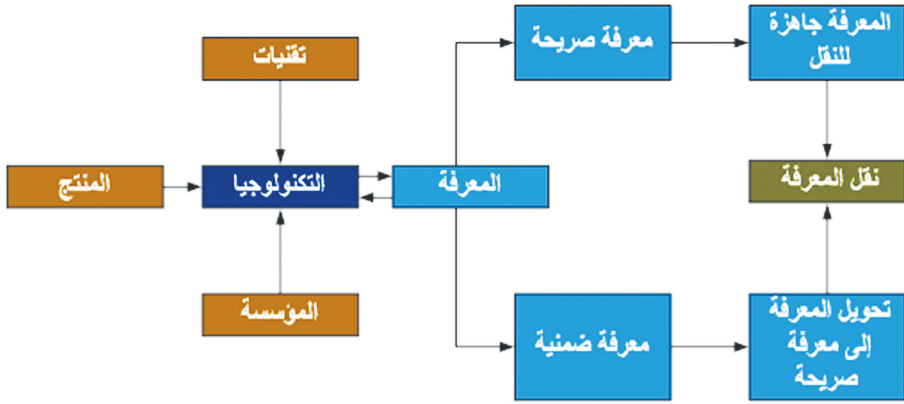 معرفة صريحة
المعرفة جاهزة
للنقل
تقنيات
المنتج
التكنولوجيا
المعرفة
نقل المعرفة
المؤسسة
معرفة ضمنية
تحويل المعرفة
إلى معرفة
صريحة